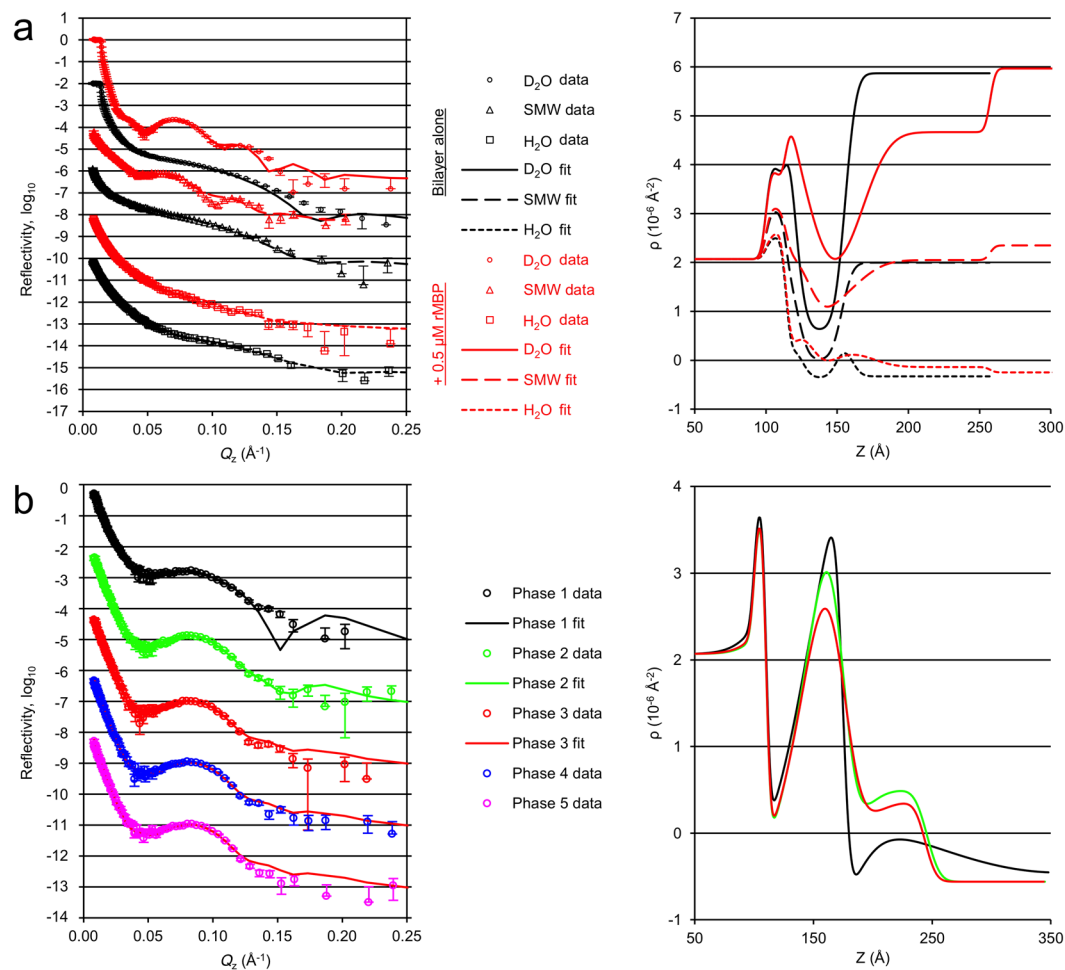 a
Reflectivity, log10
1
0
-1
-2
-3
-4
-5
-6
-7
-8
-9
-10
-11
-12
-13
-14
-15
-16
-17
0.00 0.05 0.10 0.15 0.20 0.25
Qz (Å-1)
Bilayer alone
D2O data
SMW data
H2O data
D2O fit
SMW fit
H2O fit
+ 0.5 µM rMBP
D2O data
SMW data
H2O data
D2O fit
SMW fit
H2O fit
ρ (10-6 Å-2)
7
6
5
4
3
2
1
0
-1
50 100 150 200 250 300
Z (Å)
b
Reflectivity, log10
0
-1
-2
-3
-4
-5
-6
-7
-8
-9
-10
-11
-12
-13
-14
0.00 0.05 0.10 0.15 0.20 0.25
Qz (Å-1)
Phase 1 data
Phase 1 fit
Phase 2 data
Phase 2 fit
Phase 3 data
Phase 3 fit
Phase 4 data
Phase 5 data
ρ (10-6 Å-2)
4
3
2
1
0
-1
50 150 250 350
Z (Å)